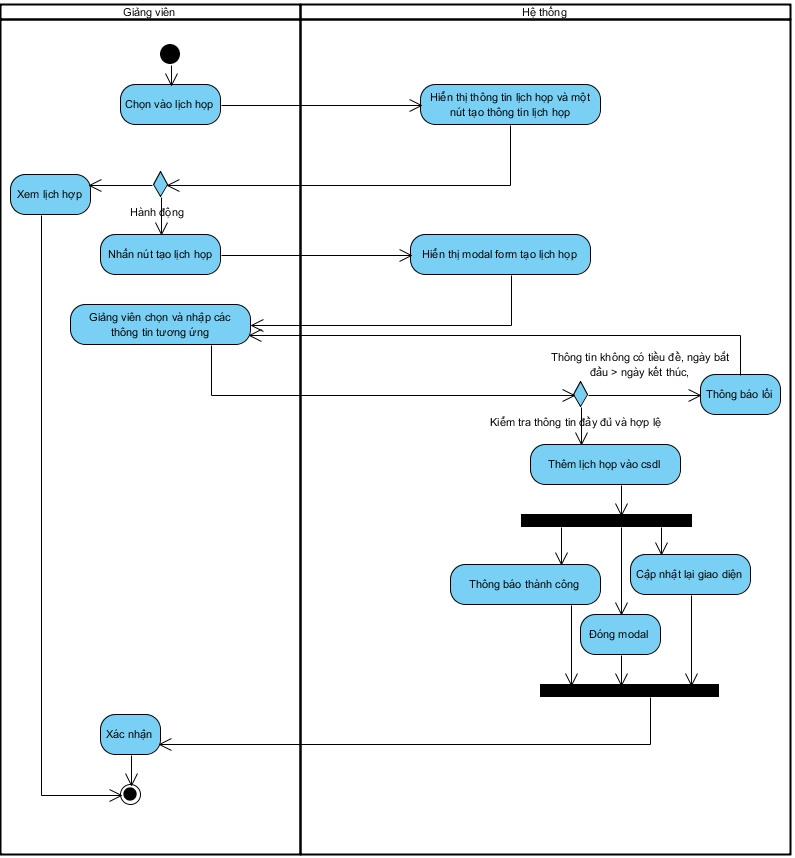 Giảng viên
Hệ thống
Chọn vào lịch họp
Hiển thị thông tin lịch họp và một
nút tạo thông tin lịch họp
Xem lịch hợp
Hành động
Nhấn nút tạo lịch họp
Hiển thị modal form tạo lịch họp
Giảng viên chọn và nhập các
thông tin tương ứng
Thông tin không có tiều đề, ngày bắt
đầu > ngày kết thúc,
Thông báo lỗi
Kiểm tra thông tin đầy đủ và hợp lệ
Thêm lịch họp vào csdl
Thông báo thành công
Cập nhật lại giao diện
Đóng modal
Xác nhận